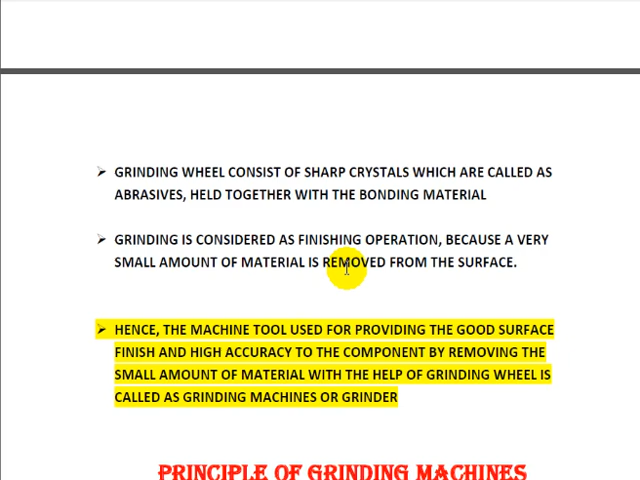 GRINDING WHEEL CONSIST OF SHARP CRYSTALS WHICH ARE CALLED AS
ABRASIVES, HELD TOGETHER WITH THE BONDING MATERIAL
GRINDING IS CONSIDERED AS FINISHING OPERATION, BECAUSE A VERY
SMALL AMOUNT OF MATERIAL IS REMOVED FROM THE SURFACE.
HENCE, THE MACHINE TOOL USED FOR PROVIDING THE GOOD SURFACE
FINISH AND HIGH ACCURACY TO THE COMPONENT BY REMOVING THE
SMALL AMOUNT OF MATERIAL WITH THE HELP OF GRINDING WHEEL IS
CALLED AS GRINDING MACHINES OR GRINDER
PRINCIPLE OF GRINDING MACHINES